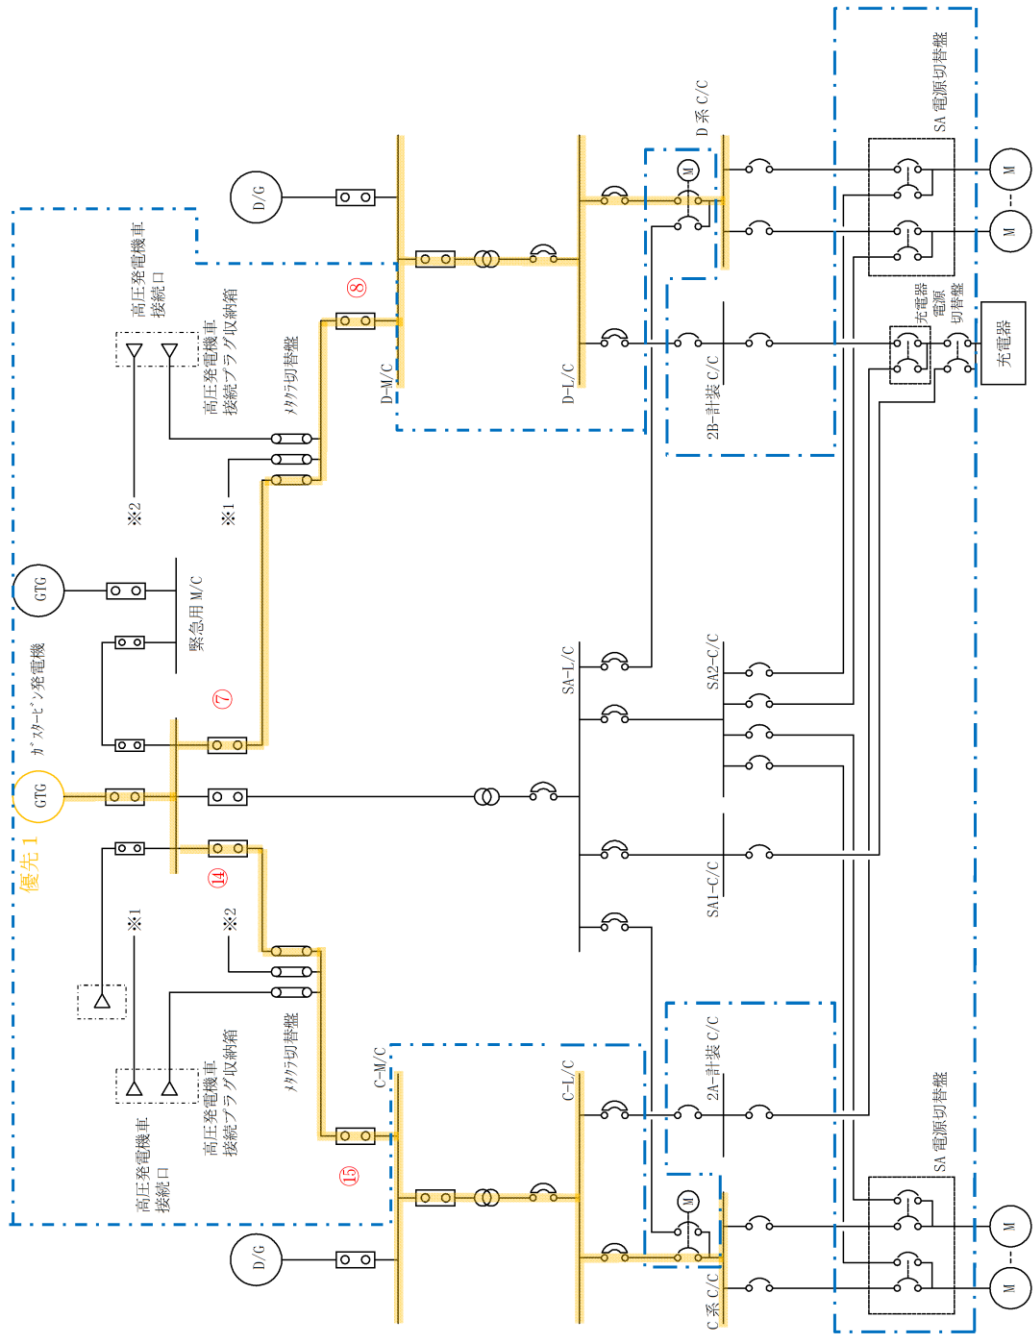 D/G
D/G
高圧発電機車
接続口
高圧発電機車
接続プラグ収納箱
ﾒﾀｸﾗ切替盤
※2
※1
⑧
D-M/C
D-L/C
D系 C/C
M
SA 電源切替盤
M
M
充電器
電源
切替盤
充電器
2B-計装 C/C
GTG
緊急用 M/C
ｶﾞｽﾀｰﾋﾞﾝ発電機
GTG
優先 1
⑦
⑭
SA-L/C
SA2-C/C
SA1-C/C
※1
※2
高圧発電機車
接続口
高圧発電機車
接続プラグ収納箱
ﾒﾀｸﾗ切替盤
⑮
C-M/C
C-L/C
2A-計装 C/C
M
C系 C/C
SA 電源切替盤
M
M